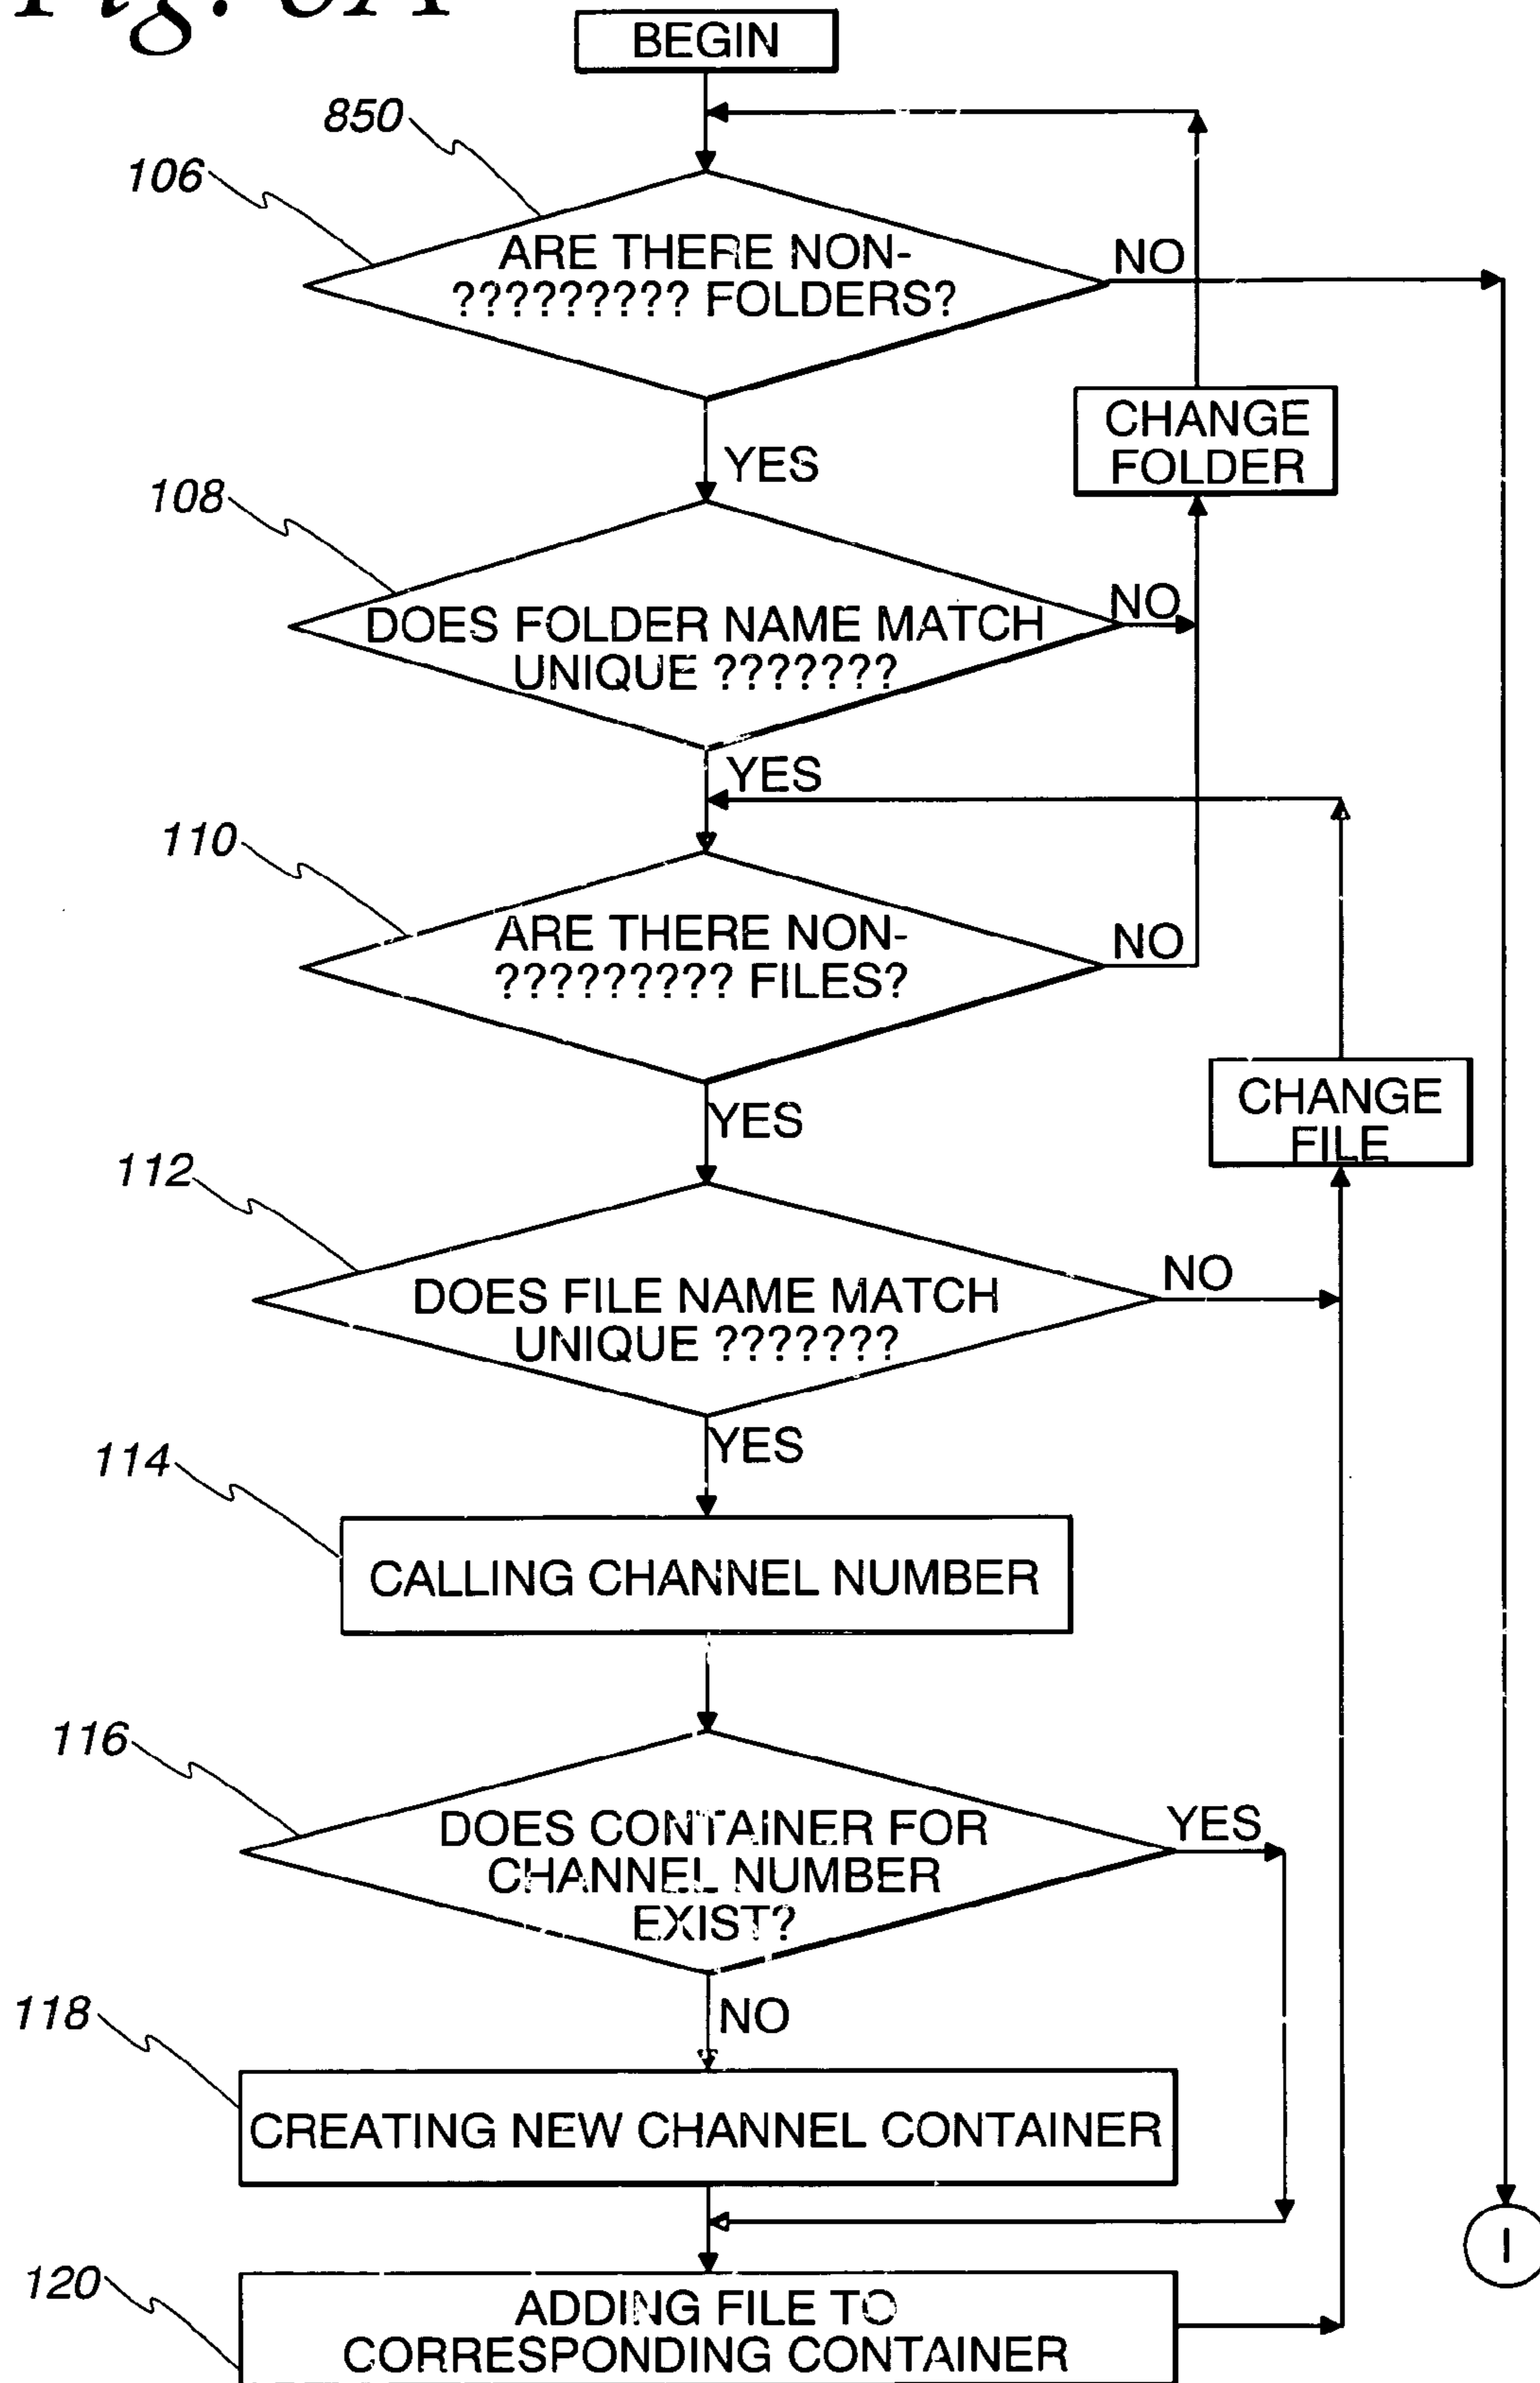 BEGIN
850
106
ARE THERE NON-
????????? FOLDERS?
NO
CHANGE
FOLDER
YES
108
DOES FOLDER NAME MATCH
UNIQUE ???????
NO
YES
110
ARE THERE NON-
????????? FILES?
NO
CHANGE
FILE
YES
112
DOES FILE NAME MATCH
UNIQUE ???????
NO
YES
114
CALLING CHANNEL NUMBER
116
DOES CONTAINER FOR
CHANNEL NUMBER
EXIST?
YES
NO
118
CREATING NEW CHANNEL CONTAINER
I
120
ADDING FILE TO
CORRESPONDING CONTAINER